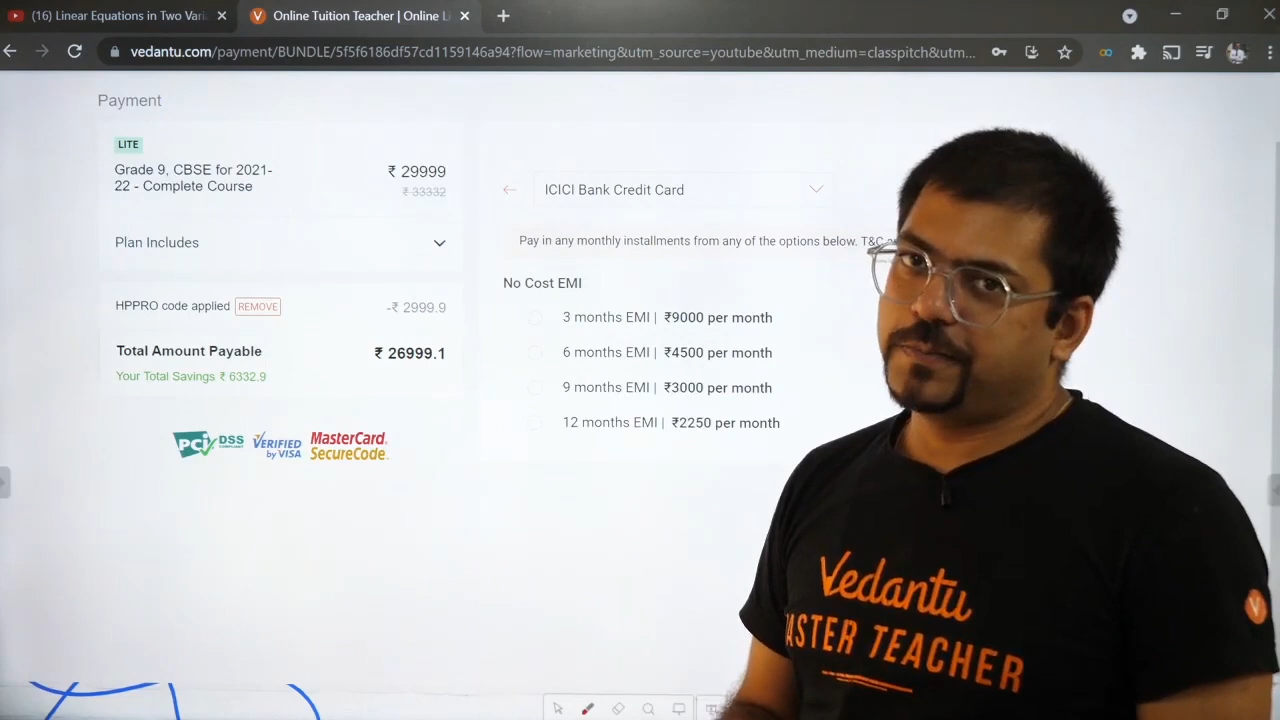 (16) Linear Equations in Two Vari
Online Tuition Teacher | Online L
vedantu.com/payment/BUNDLE/5f5f6186df57cd1159146a94?flow=marketing&utm_source=youtube&utm_medium=classpitch&utm...
Payment
LITE
Grade 9, CBSE for 2021-
22 - Complete Course
₹ 29999
₹ 33332
Plan Includes
HPPRO code applied REMOVE
-₹ 2999.9
Total Amount Payable
₹ 26999.1
Your Total Savings ₹ 6332.9
PCI DSS COMPLIANT
VERIFIED
by VISA
MasterCard.
SecureCode.
ICICI Bank Credit Card
Pay in any monthly installments from any of the options below. T&C
No Cost EMI
3 months EMI | ₹9000 per month
6 months EMI | ₹4500 per month
9 months EMI | ₹3000 per month
12 months EMI | ₹2250 per month
Vedantu
MASTER TEACHER
V